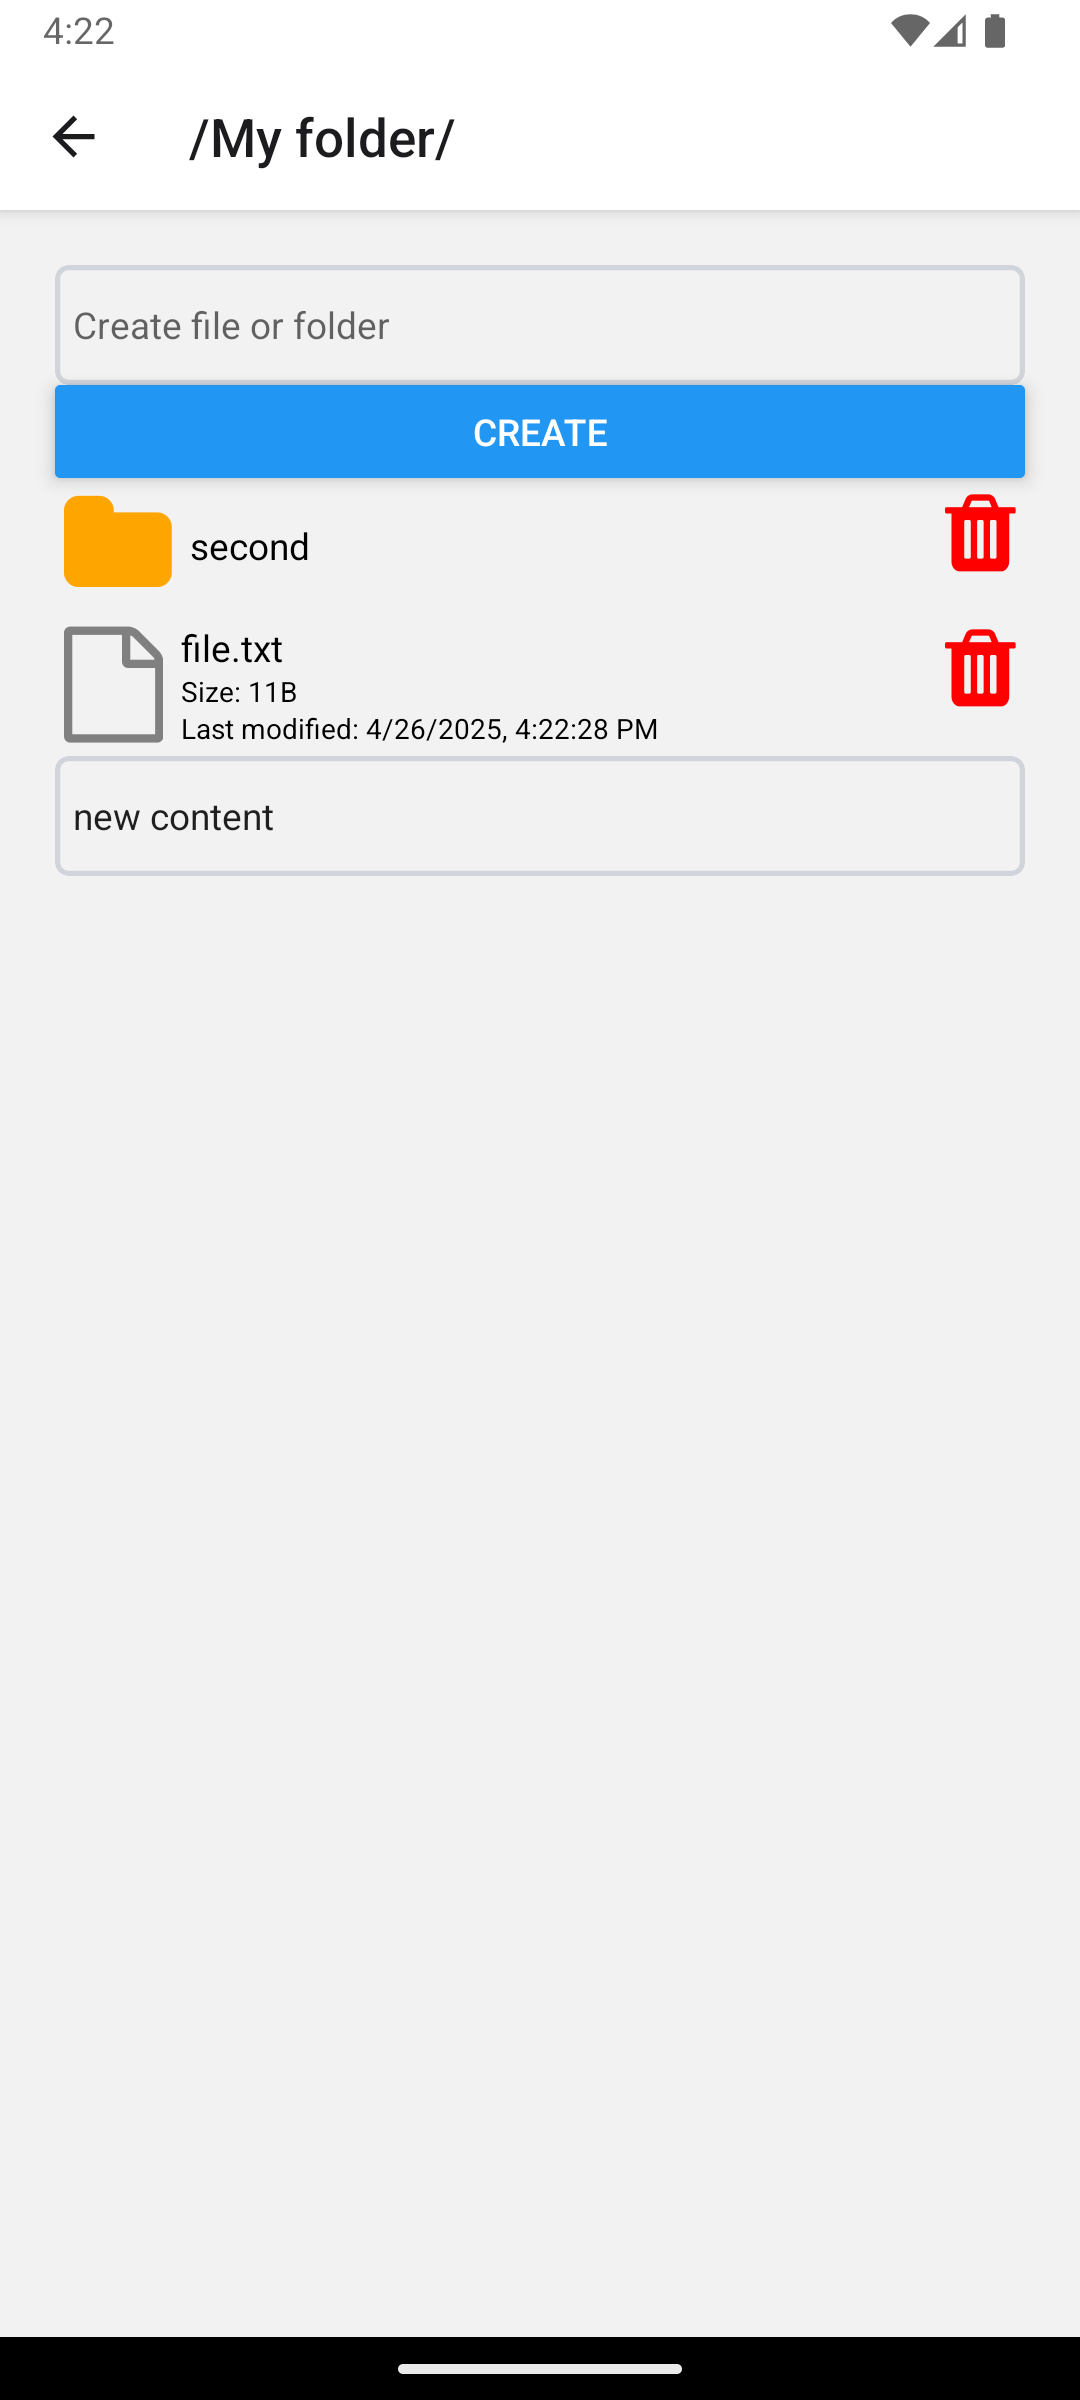 4:22
/My folder/
Create file or folder
CREATE
second
file.txt
Size: 11B
Last modified: 4/26/2025, 4:22:28 PM
new content